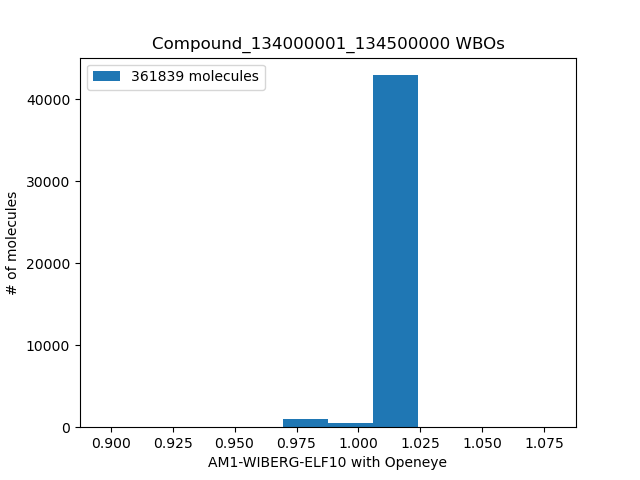 Compound_134000001_134500000 WBOs
361839 molecules
# of molecules
40000
30000
20000
10000
0
0.900 0.925 0.950 0.975 1.000 1.025 1.050 1.075
AM1-WIBERG-ELF10 with Openeye